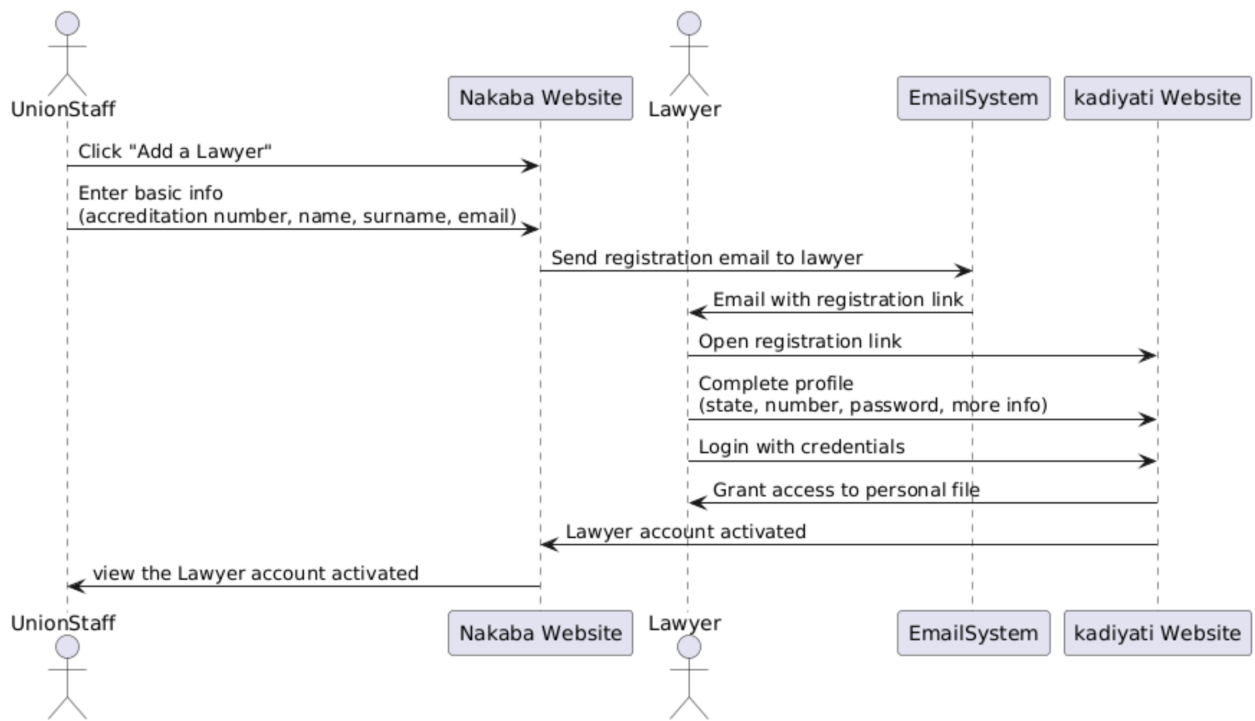 UnionStaff
Nakaba Website
Lawyer
EmailSystem
kadiyati Website
Click "Add a Lawyer"
Enter basic info
(accreditation number, name, surname, email)
Send registration email to lawyer
Email with registration link
Open registration link
Complete profile
(state, number, password, more info)
Login with credentials
Grant access to personal file
Lawyer account activated
view the Lawyer account activated
UnionStaff
Nakaba Website
Lawyer
EmailSystem
kadiyati Website